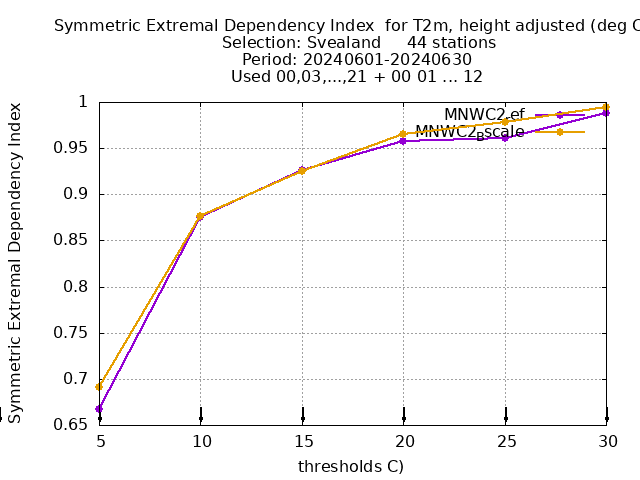 Symmetric Extremal Dependency Index  for T2m, height adjusted (deg C
Selection: Svealand     44 stations
Period: 20240601-20240630
Used 00,03,...,21 + 00 01 ... 12
Symmetric Extremal Dependency Index
1
0.95
0.9
0.85
0.8
0.75
0.7
0.65
MNWC2.ef
MNWC2_Bscale
5
10
15
20
25
30
thresholds C)